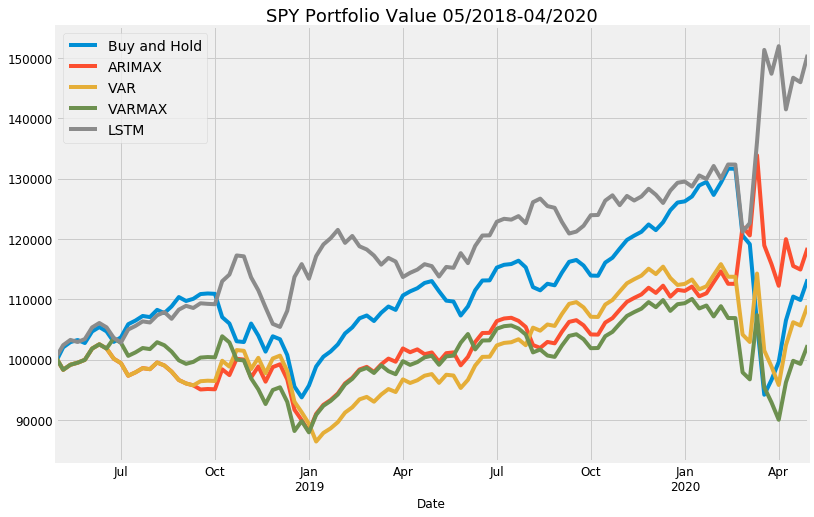 SPY Portfolio Value 05/2018-04/2020
Buy and Hold
ARIMAX
VAR
VARMAX
LSTM
150000
140000
130000
120000
110000
100000
90000
Jul
Oct
Jan
2019
Apr
Jul
Oct
Jan
2020
Apr
Date